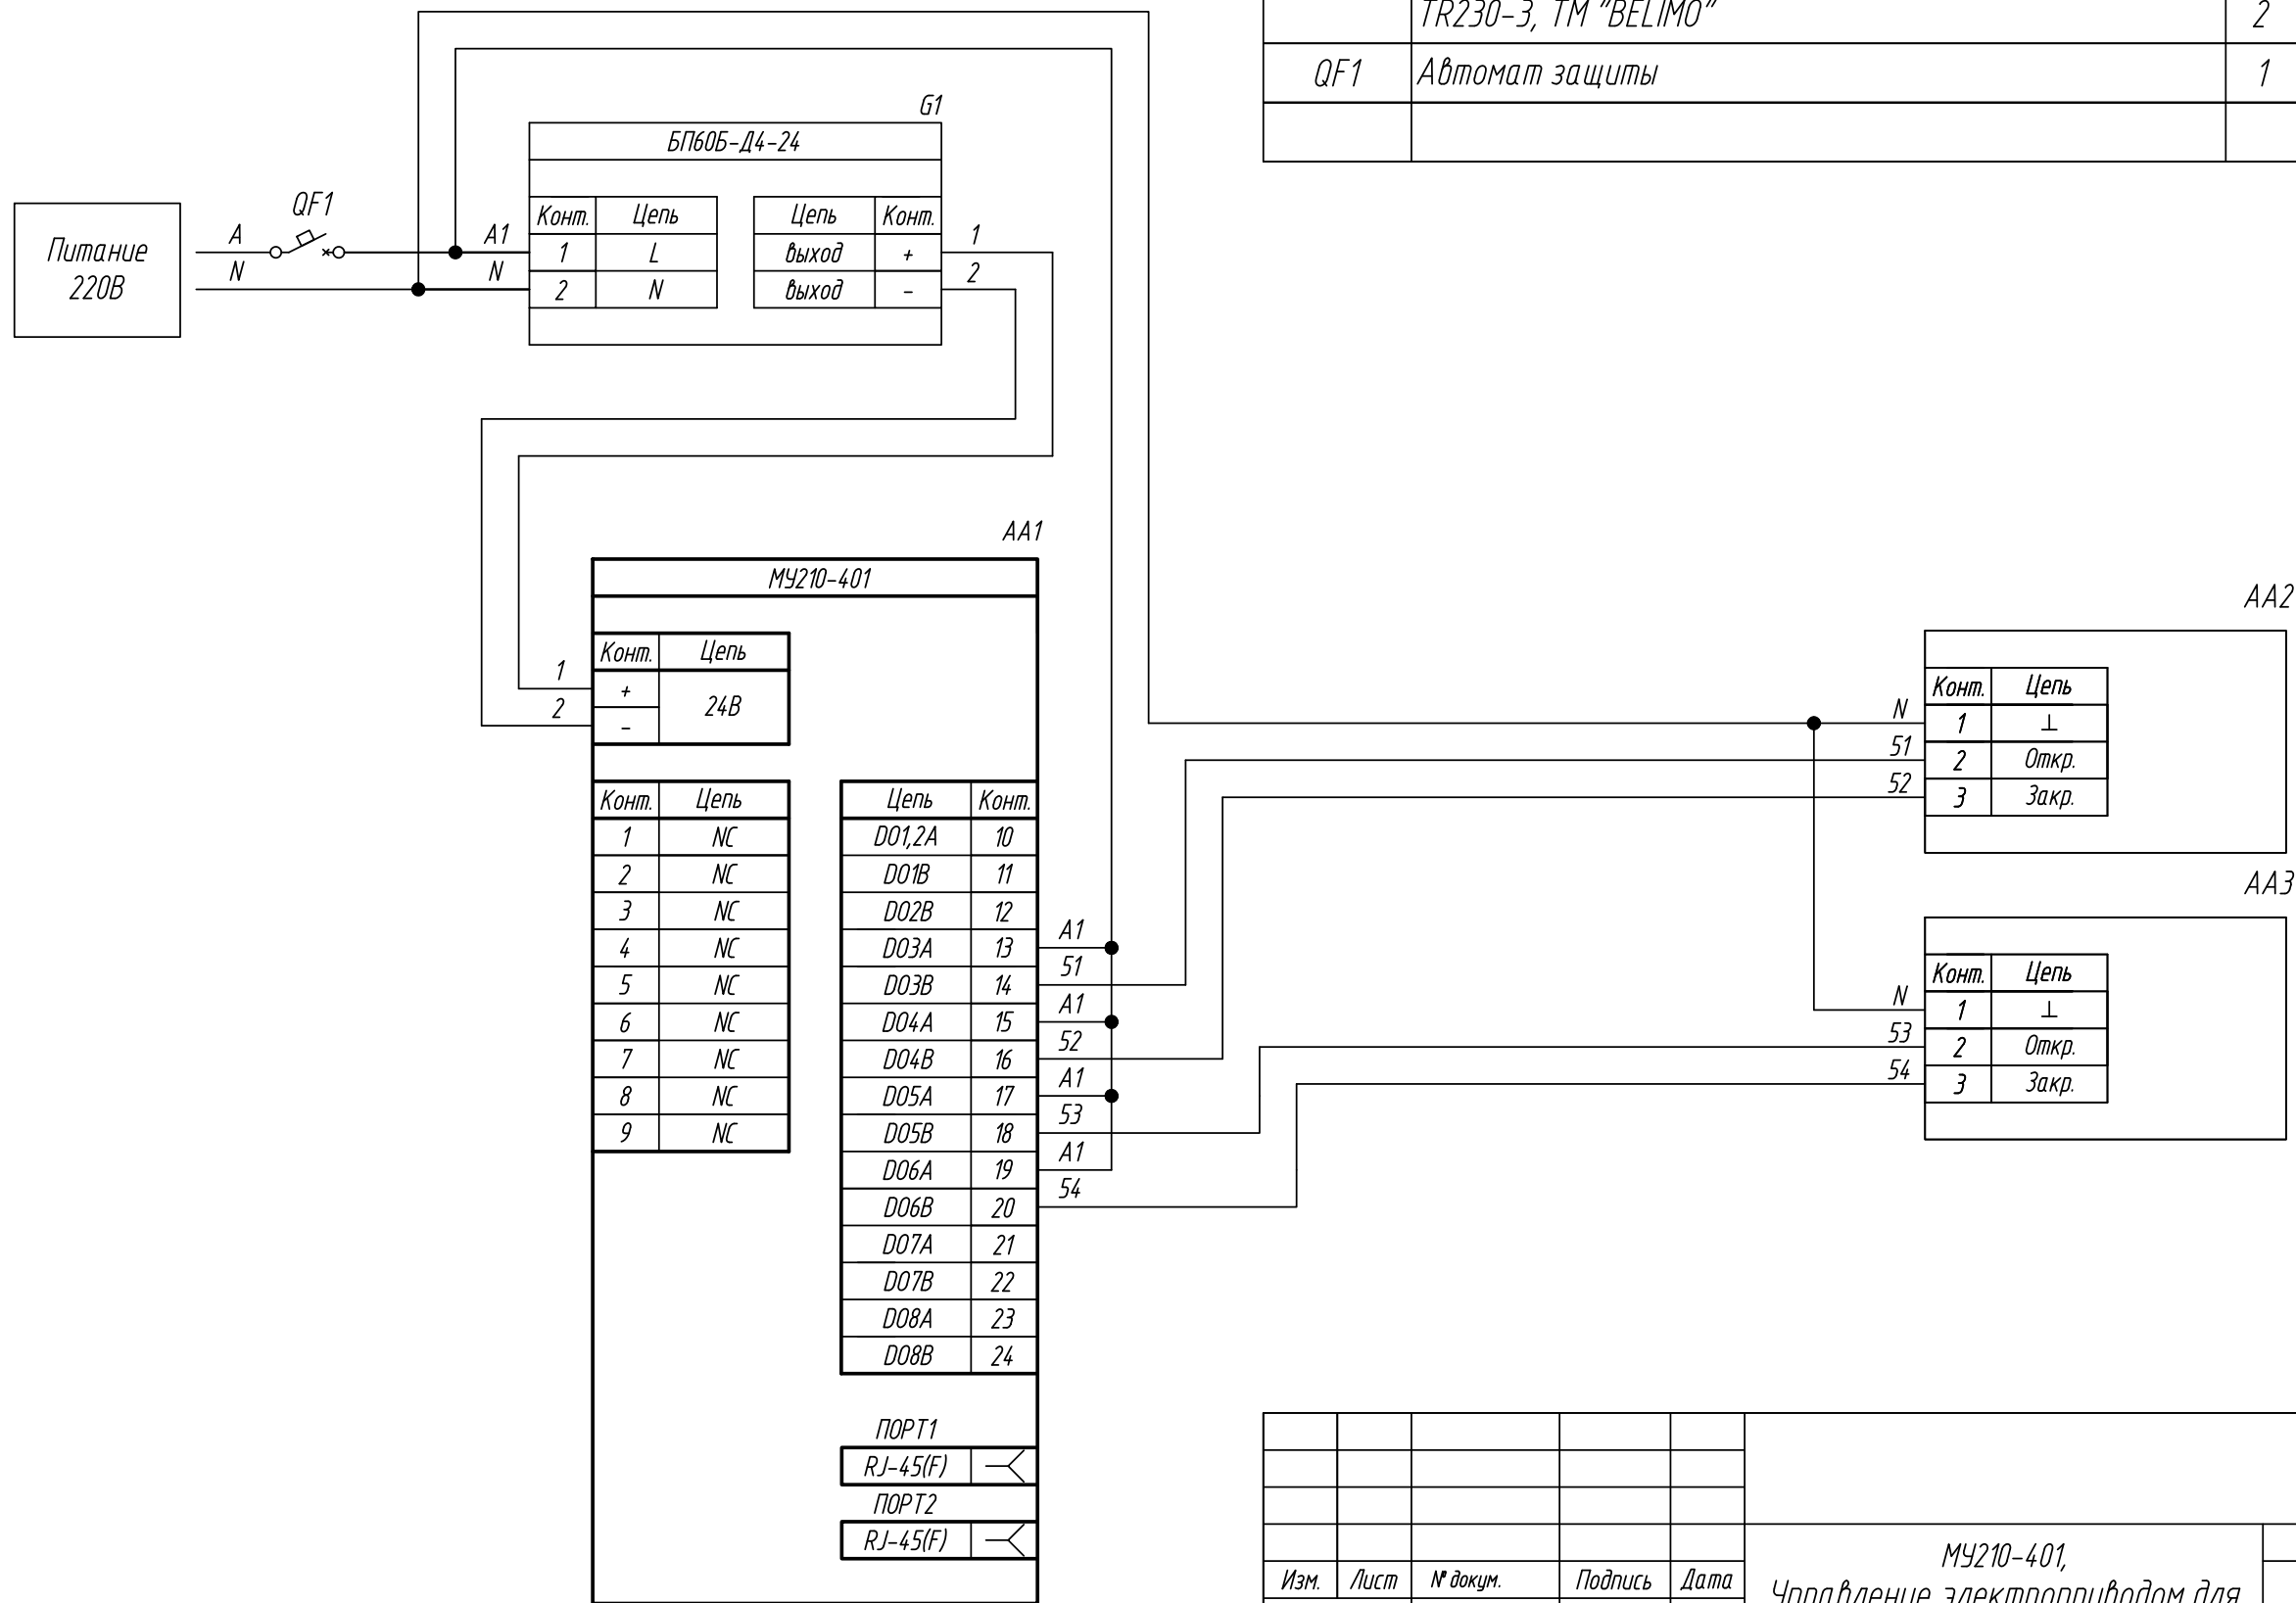 TR230-3, ТМ "BELIMO" 2
QF1 Автомат защиты 1
G1
БП60Б-Д4-24
Питание
220В
QF1
A
N
A1
N
Конт. Цепь
1 L
2 N
Цепь Конт.
выход +
выход -
1
2
AA1
МУ210-401
1
2
Конт. Цепь
+ 24В
-
Конт. Цепь
1 NC
2 NC
3 NC
4 NC
5 NC
6 NC
7 NC
8 NC
9 NC
Цепь Конт.
DO1,2A 10
DO1B 11
DO2B 12
DO3A 13
DO3B 14
DO4A 15
DO4B 16
DO5A 17
DO5B 18
DO6A 19
DO6B 20
DO7A 21
DO7B 22
DO8A 23
DO8B 24
A1
51
A1
52
A1
53
A1
54
ПОРТ1
RJ-45(F)
ПОРТ2
RJ-45(F)
AA2
N
51
52
Конт. Цепь
1 ⊥
2 Откр.
3 Закр.
AA3
N
53
54
Конт. Цепь
1 ⊥
2 Откр.
3 Закр.
Изм. Лист № докум. Подпись Дата
МУ210-401,
Управление электроприводом для